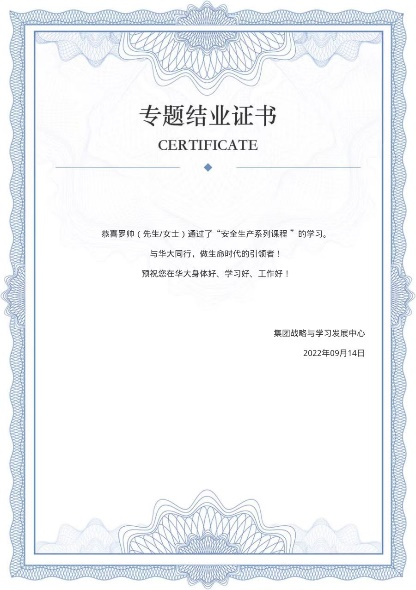 专题结业证书
CERTIFICATE
恭喜罗帅（先生/女士）通过了“安全生产系列课程 ”的学习。
与华大同行，做生命时代的引领者！
预祝您在华大身体好、学习好、工作好！
集团战略与学习发展中心
2022年09月14日